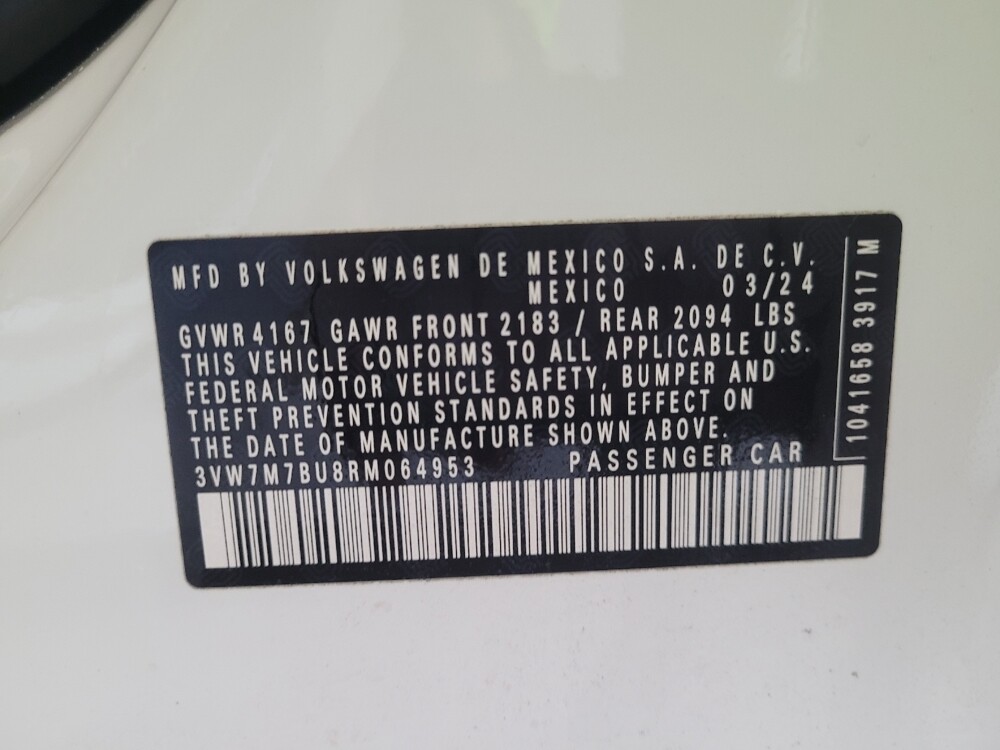 MFD BY VOLKSWAGEN DE MEXICO S.A. DE C.V.
MEXICO 03/24
GVWR 4167 GAWR FRONT 2183 / REAR 2094 LBS
THIS VEHICLE CONFORMS TO ALL APPLICABLE U.S.
FEDERAL MOTOR VEHICLE SAFETY, BUMPER AND
THEFT PREVENTION STANDARDS IN EFFECT ON
THE DATE OF MANUFACTURE SHOWN ABOVE.
3VW7M7BU8RM064953 PASSENGER CAR
1041658 3917 M